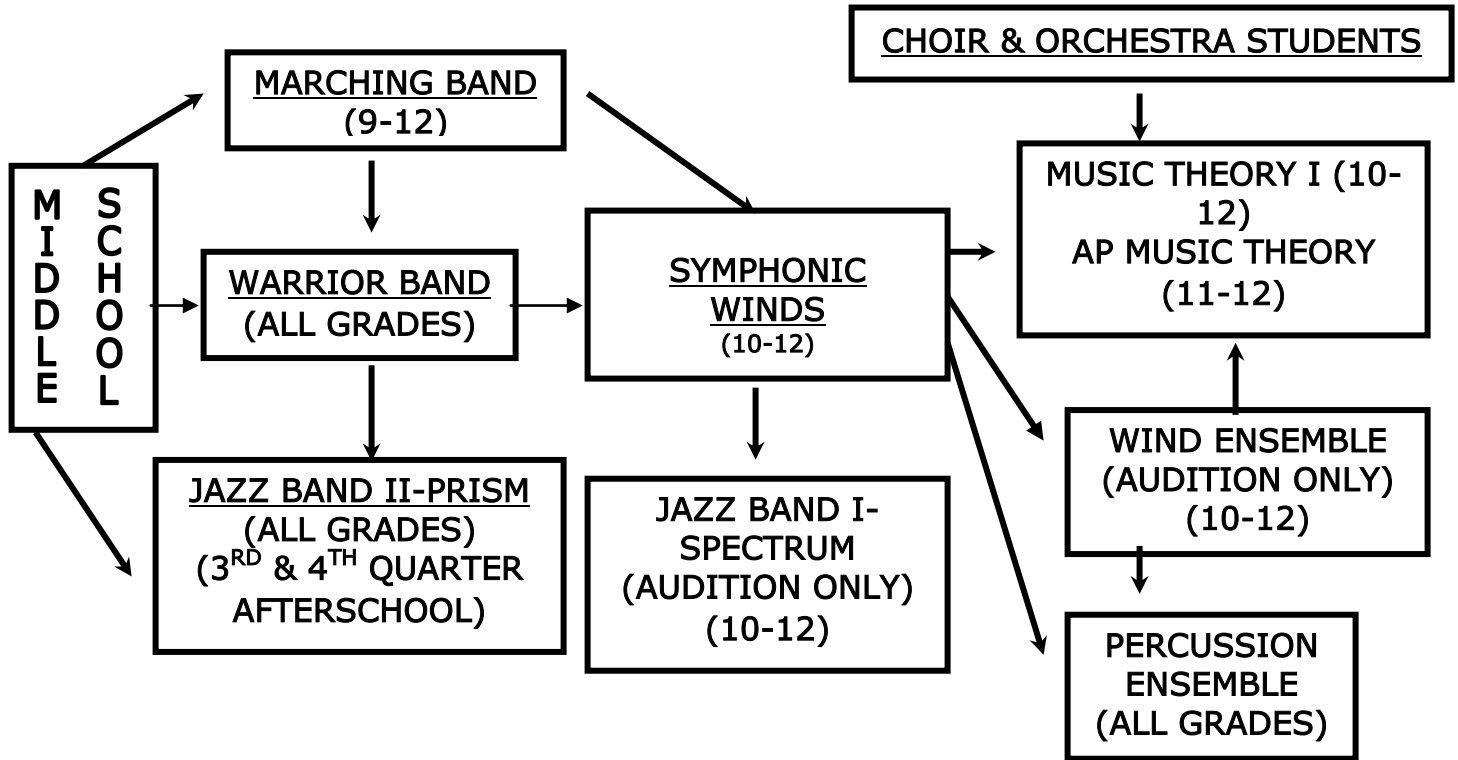 CHOIR & ORCHESTRA STUDENTS
MARCHING BAND
(9-12)
MIDDLE
SCHOOL
MUSIC THEORY I (10-
12)
AP MUSIC THEORY
(11-12)
WARRIOR BAND
(ALL GRADES)
SYMPHONIC
WINDS
(10-12)
JAZZ BAND II-PRISM
(ALL GRADES)
(3RD & 4TH QUARTER
AFTERSCHOOL)
JAZZ BAND I-
SPECTRUM
(AUDITION ONLY)
(10-12)
WIND ENSEMBLE
(AUDITION ONLY)
(10-12)
PERCUSSION
ENSEMBLE
(ALL GRADES)